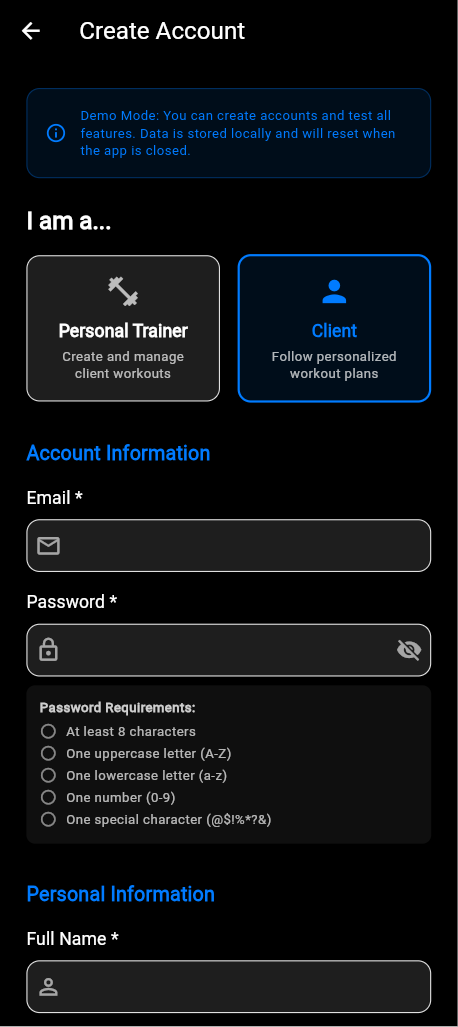 Create Account
Demo Mode: You can create accounts and test all
features. Data is stored locally and will reset when
the app is closed.
I am a...
Personal Trainer
Create and manage
client workouts
Client
Follow personalized
workout plans
Account Information
Email *
Password *
Password Requirements:
At least 8 characters
One uppercase letter (A-Z)
One lowercase letter (a-z)
One number (0-9)
One special character (@$!%*?&)
Personal Information
Full Name *